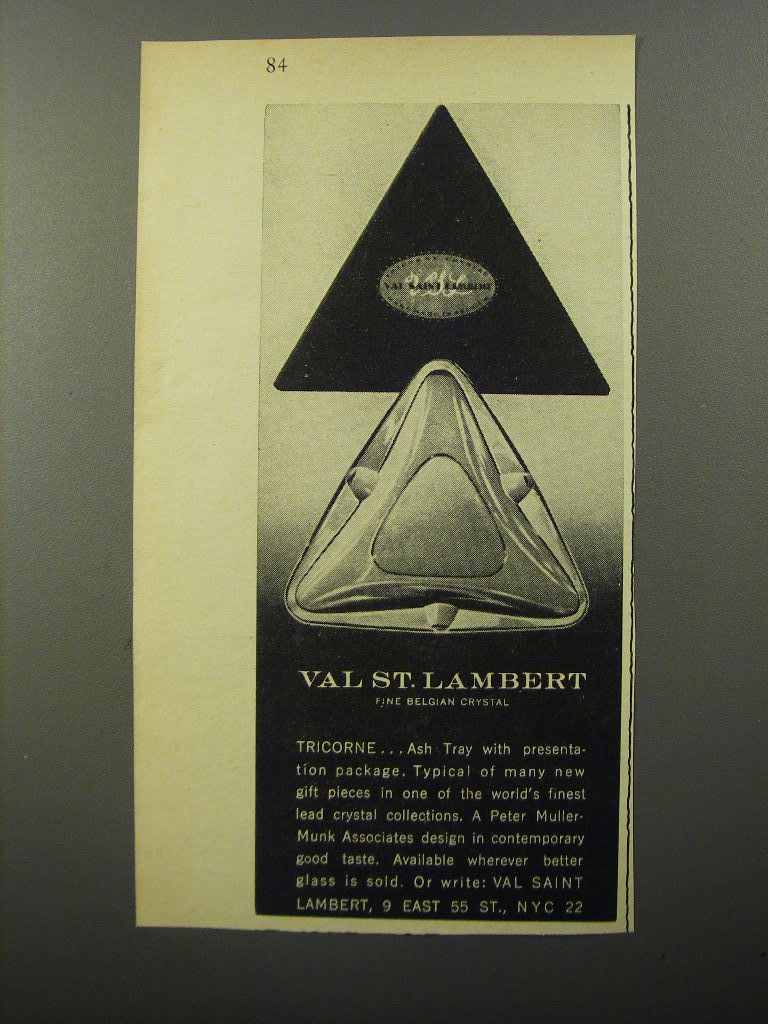 84
VAL SAINT LAMBERT
VAL ST. LAMBERT
FINE BELGIAN CRYSTAL
TRICORNE... Ash Tray with presenta-
tion package. Typical of many new
gift pieces in one of the world's finest
lead crystal collections. A Peter Muller-
Munk Associates design in contemporary
good taste. Available wherever better
glass is sold. Or write: VAL SAINT
LAMBERT, 9 EAST 55 ST., NYC 22